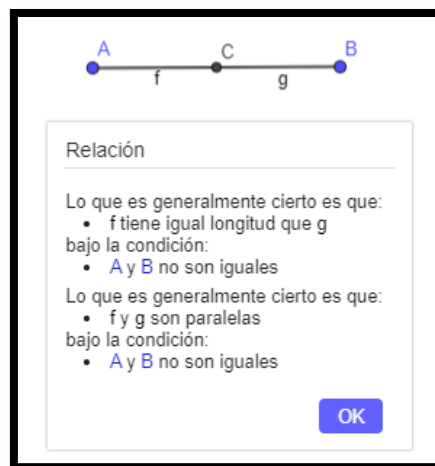 A C B
f g
Relación
Lo que es generalmente cierto es que:
• f tiene igual longitud que g
bajo la condición:
• A y B no son iguales
Lo que es generalmente cierto es que:
• f y g son paralelas
bajo la condición:
• A y B no son iguales
OK